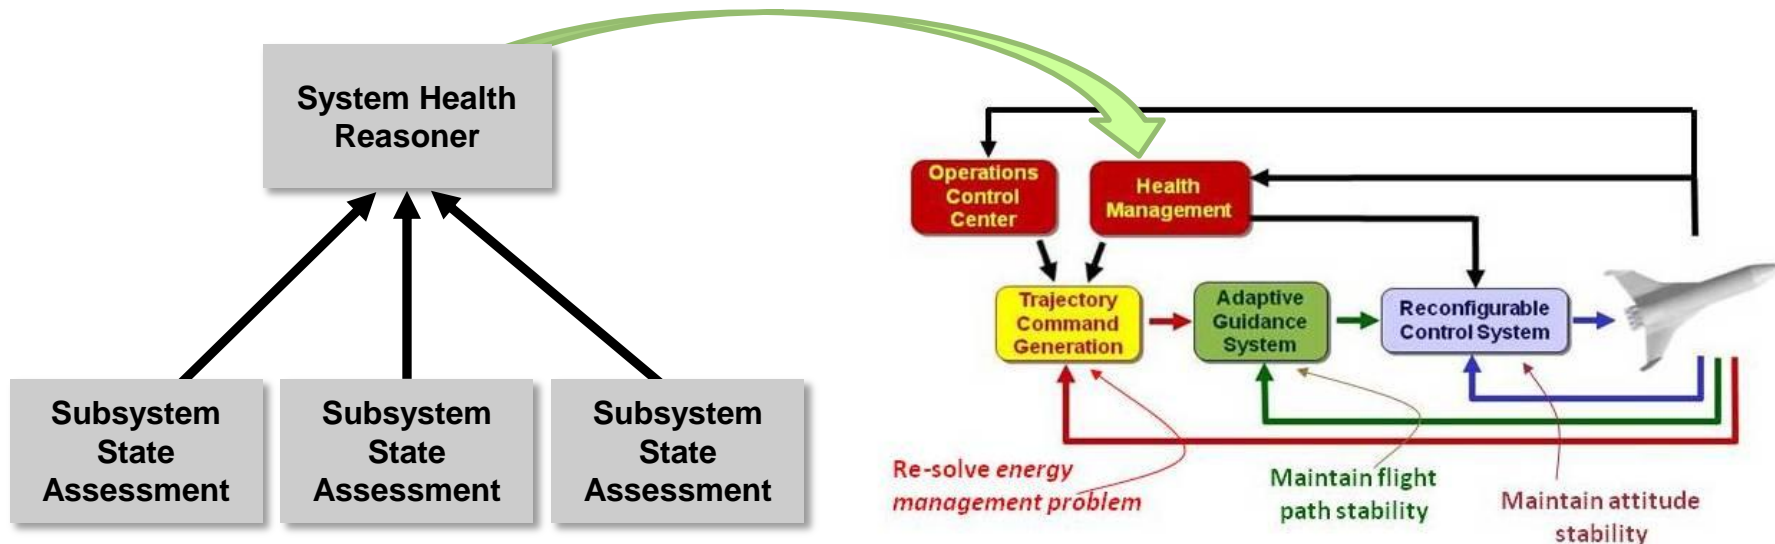 System Health
Reasoner
Subsystem
State
Assessment
Subsystem
State
Assessment
Subsystem
State
Assessment
Operations
Control
Center
Health
Management
Trajectory
Command
Generation
Adaptive
Guidance
System
Reconfigurable
Control System
Re-solve energy
management problem
Maintain flight
path stability
Maintain attitude
stability